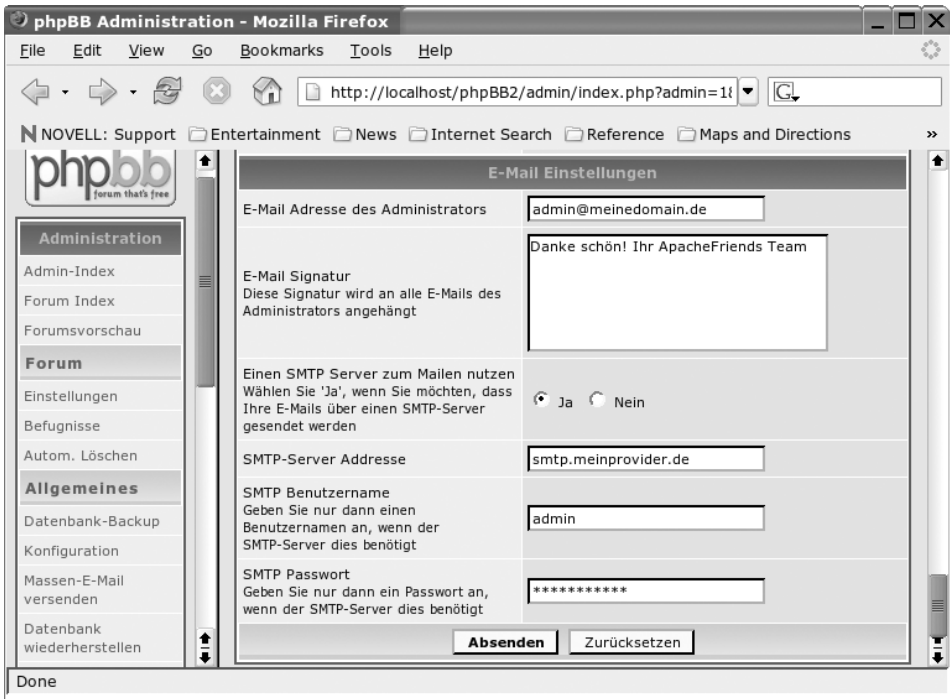 phpBB Administration - Mozilla Firefox
File Edit View Go Bookmarks Tools Help
http://localhost/phpBB2/admin/index.php?admin=18
G
N NOVELL: Support Entertainment News Internet Search Reference Maps and Directions »
phpbb
forum that's free
Administration
Admin-Index
Forum Index
Forumsvorschau
Forum
Einstellungen
Befugnisse
Autom. Löschen
Allgemeines
Datenbank-Backup
Konfiguration
Massen-E-Mail
versenden
Datenbank
wiederherstellen
E-Mail Einstellungen
E-Mail Adresse des Administrators
admin@meinedomain.de
E-Mail Signatur
Diese Signatur wird an alle E-Mails des
Administrators angehängt
Danke schön! Ihr ApacheFriends Team
Einen SMTP Server zum Mailen nutzen
Wählen Sie 'Ja', wenn Sie möchten, dass
Ihre E-Mails über einen SMTP-Server
gesendet werden
Ja Nein
SMTP-Server Addresse
smtp.meinprovider.de
SMTP Benutzername
Geben Sie nur dann einen
Benutzernamen an, wenn der
SMTP-Server dies benötigt
admin
SMTP Passwort
Geben Sie nur dann ein Passwort an,
wenn der SMTP-Server dies benötigt
***********
Absenden Zurücksetzen
Done